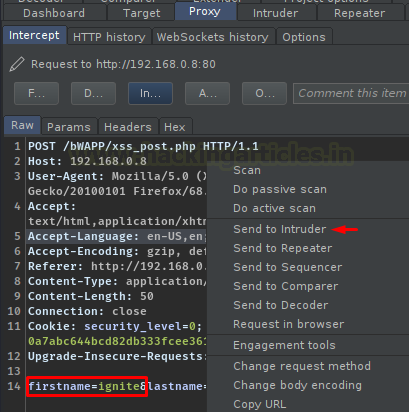 Decoder Comparer Extender Project options
Dashboard Target Proxy Intruder Repeater
Intercept HTTP history WebSockets history Options
Request to http://192.168.0.8:80
F... D... In... A... O... Comment this item
Raw Params Headers Hex
1 POST /bWAPP/xss_post.php HTTP/1.1
2 Host: 192.168.0.8
3 User-Agent: Mozilla/5.0 (X
Gecko/20100101 Firefox/68.
4 Accept:
text/html,application/xhtm
5 Accept-Language: en-US,en;
6 Accept-Encoding: gzip, def
7 Referer: http://192.168.0.
8 Content-Type: application/
9 Content-Length: 50
10 Connection: close
11 Cookie: security_level=0;
0a7abc644bcd82db333fcee361
12 Upgrade-Insecure-Requests:
13
14 firstname=ignite&lastname=
Scan
Do passive scan
Do active scan
Send to Intruder
Send to Repeater
Send to Sequencer
Send to Comparer
Send to Decoder
Request in browser
Engagement tools
Change request method
Change body encoding
Copy URL